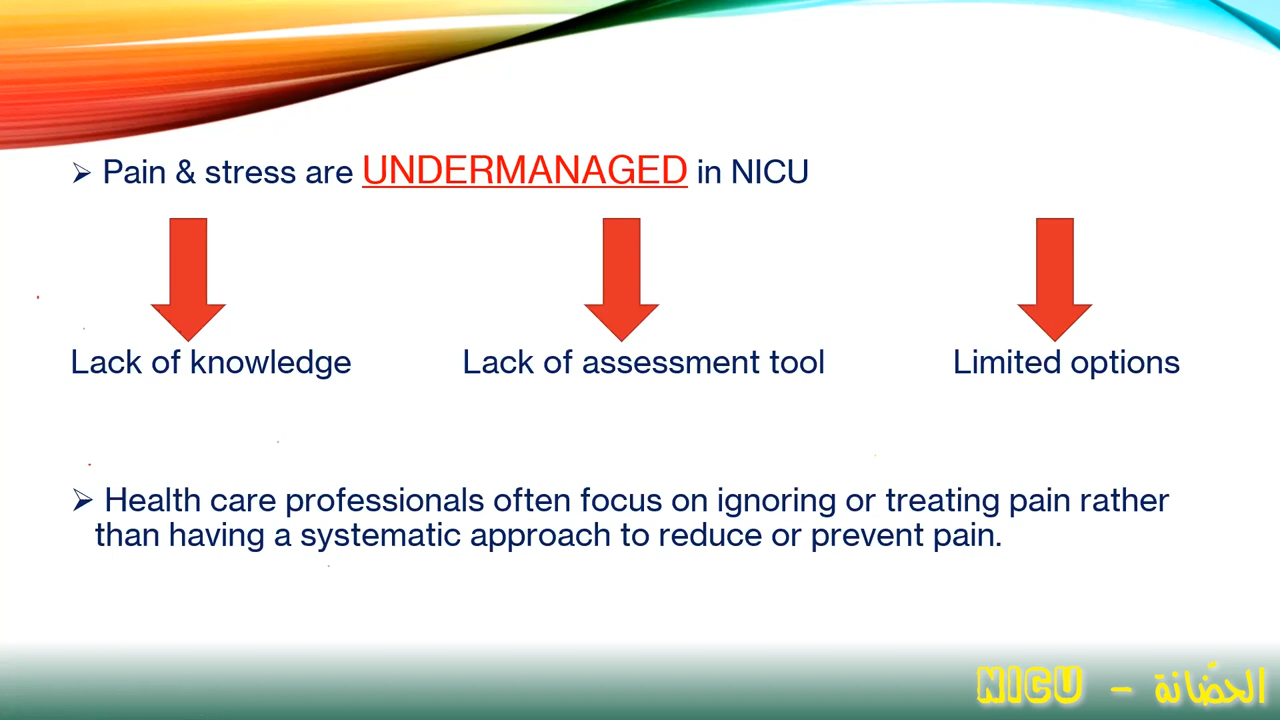 ➢ Pain & stress are UNDERMANAGED in NICU
Lack of knowledge Lack of assessment tool Limited options
➢ Health care professionals often focus on ignoring or treating pain rather
than having a systematic approach to reduce or prevent pain.
NICU - الحضّانة